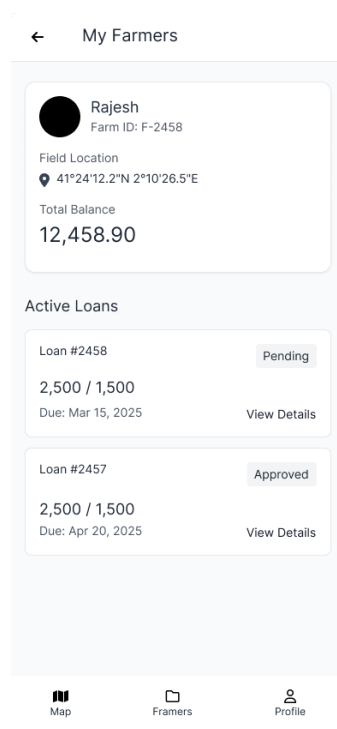 My Farmers
Rajesh
Farm ID: F-2458
Field Location
41°24'12.2"N 2°10'26.5"E
Total Balance
12,458.90
Active Loans
Loan #2458
Pending
2,500 / 1,500
Due: Mar 15, 2025
View Details
Loan #2457
Approved
2,500 / 1,500
Due: Apr 20, 2025
View Details
Map
Framers
Profile